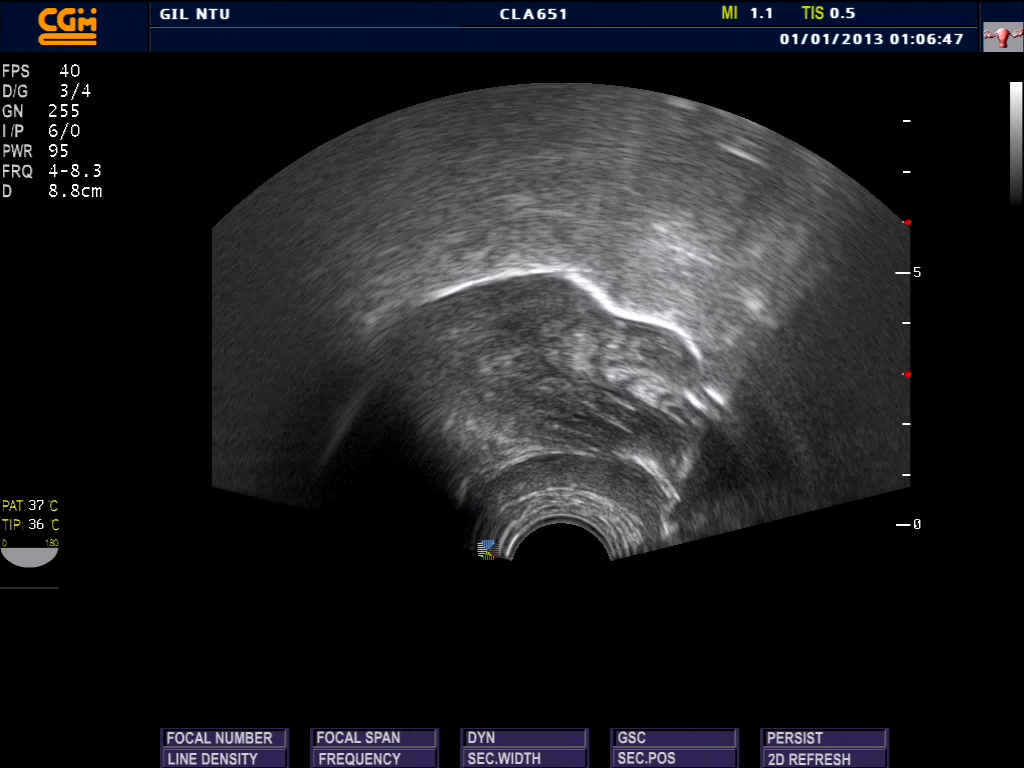 CGM
GIL NTU CLA651 MI 1.1 TIS 0.5
01/01/2013 01:06:47
FPS 40
D/G 3/4
GN 255
I/P 6/0
PWR 95
FRQ 4-8.3
D 8.8cm
5
PAT: 37 °C
TIP: 36 °C
0 180
0
FOCAL NUMBER FOCAL SPAN DYN GSC PERSIST
LINE DENSITY FREQUENCY SEC.WIDTH SEC.POS 2D REFRESH